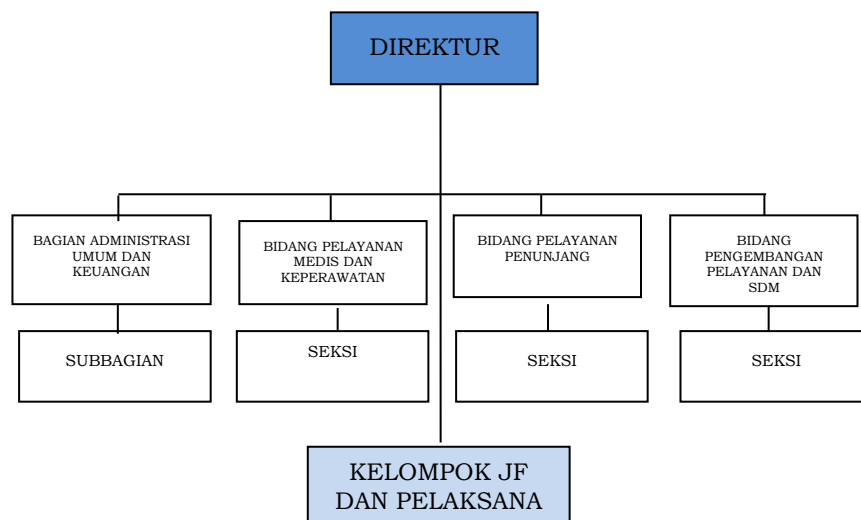 DIREKTUR
BAGIAN ADMINISTRASI
UMUM DAN
KEUANGAN
BIDANG PELAYANAN
MEDIS DAN
KEPERAWATAN
BIDANG PELAYANAN
PENUNJANG
BIDANG
PENGEMBANGAN
PELAYANAN DAN
SDM
SUBBAGIAN
SEKSI
SEKSI
SEKSI
KELOMPOK JF
DAN PELAKSANA